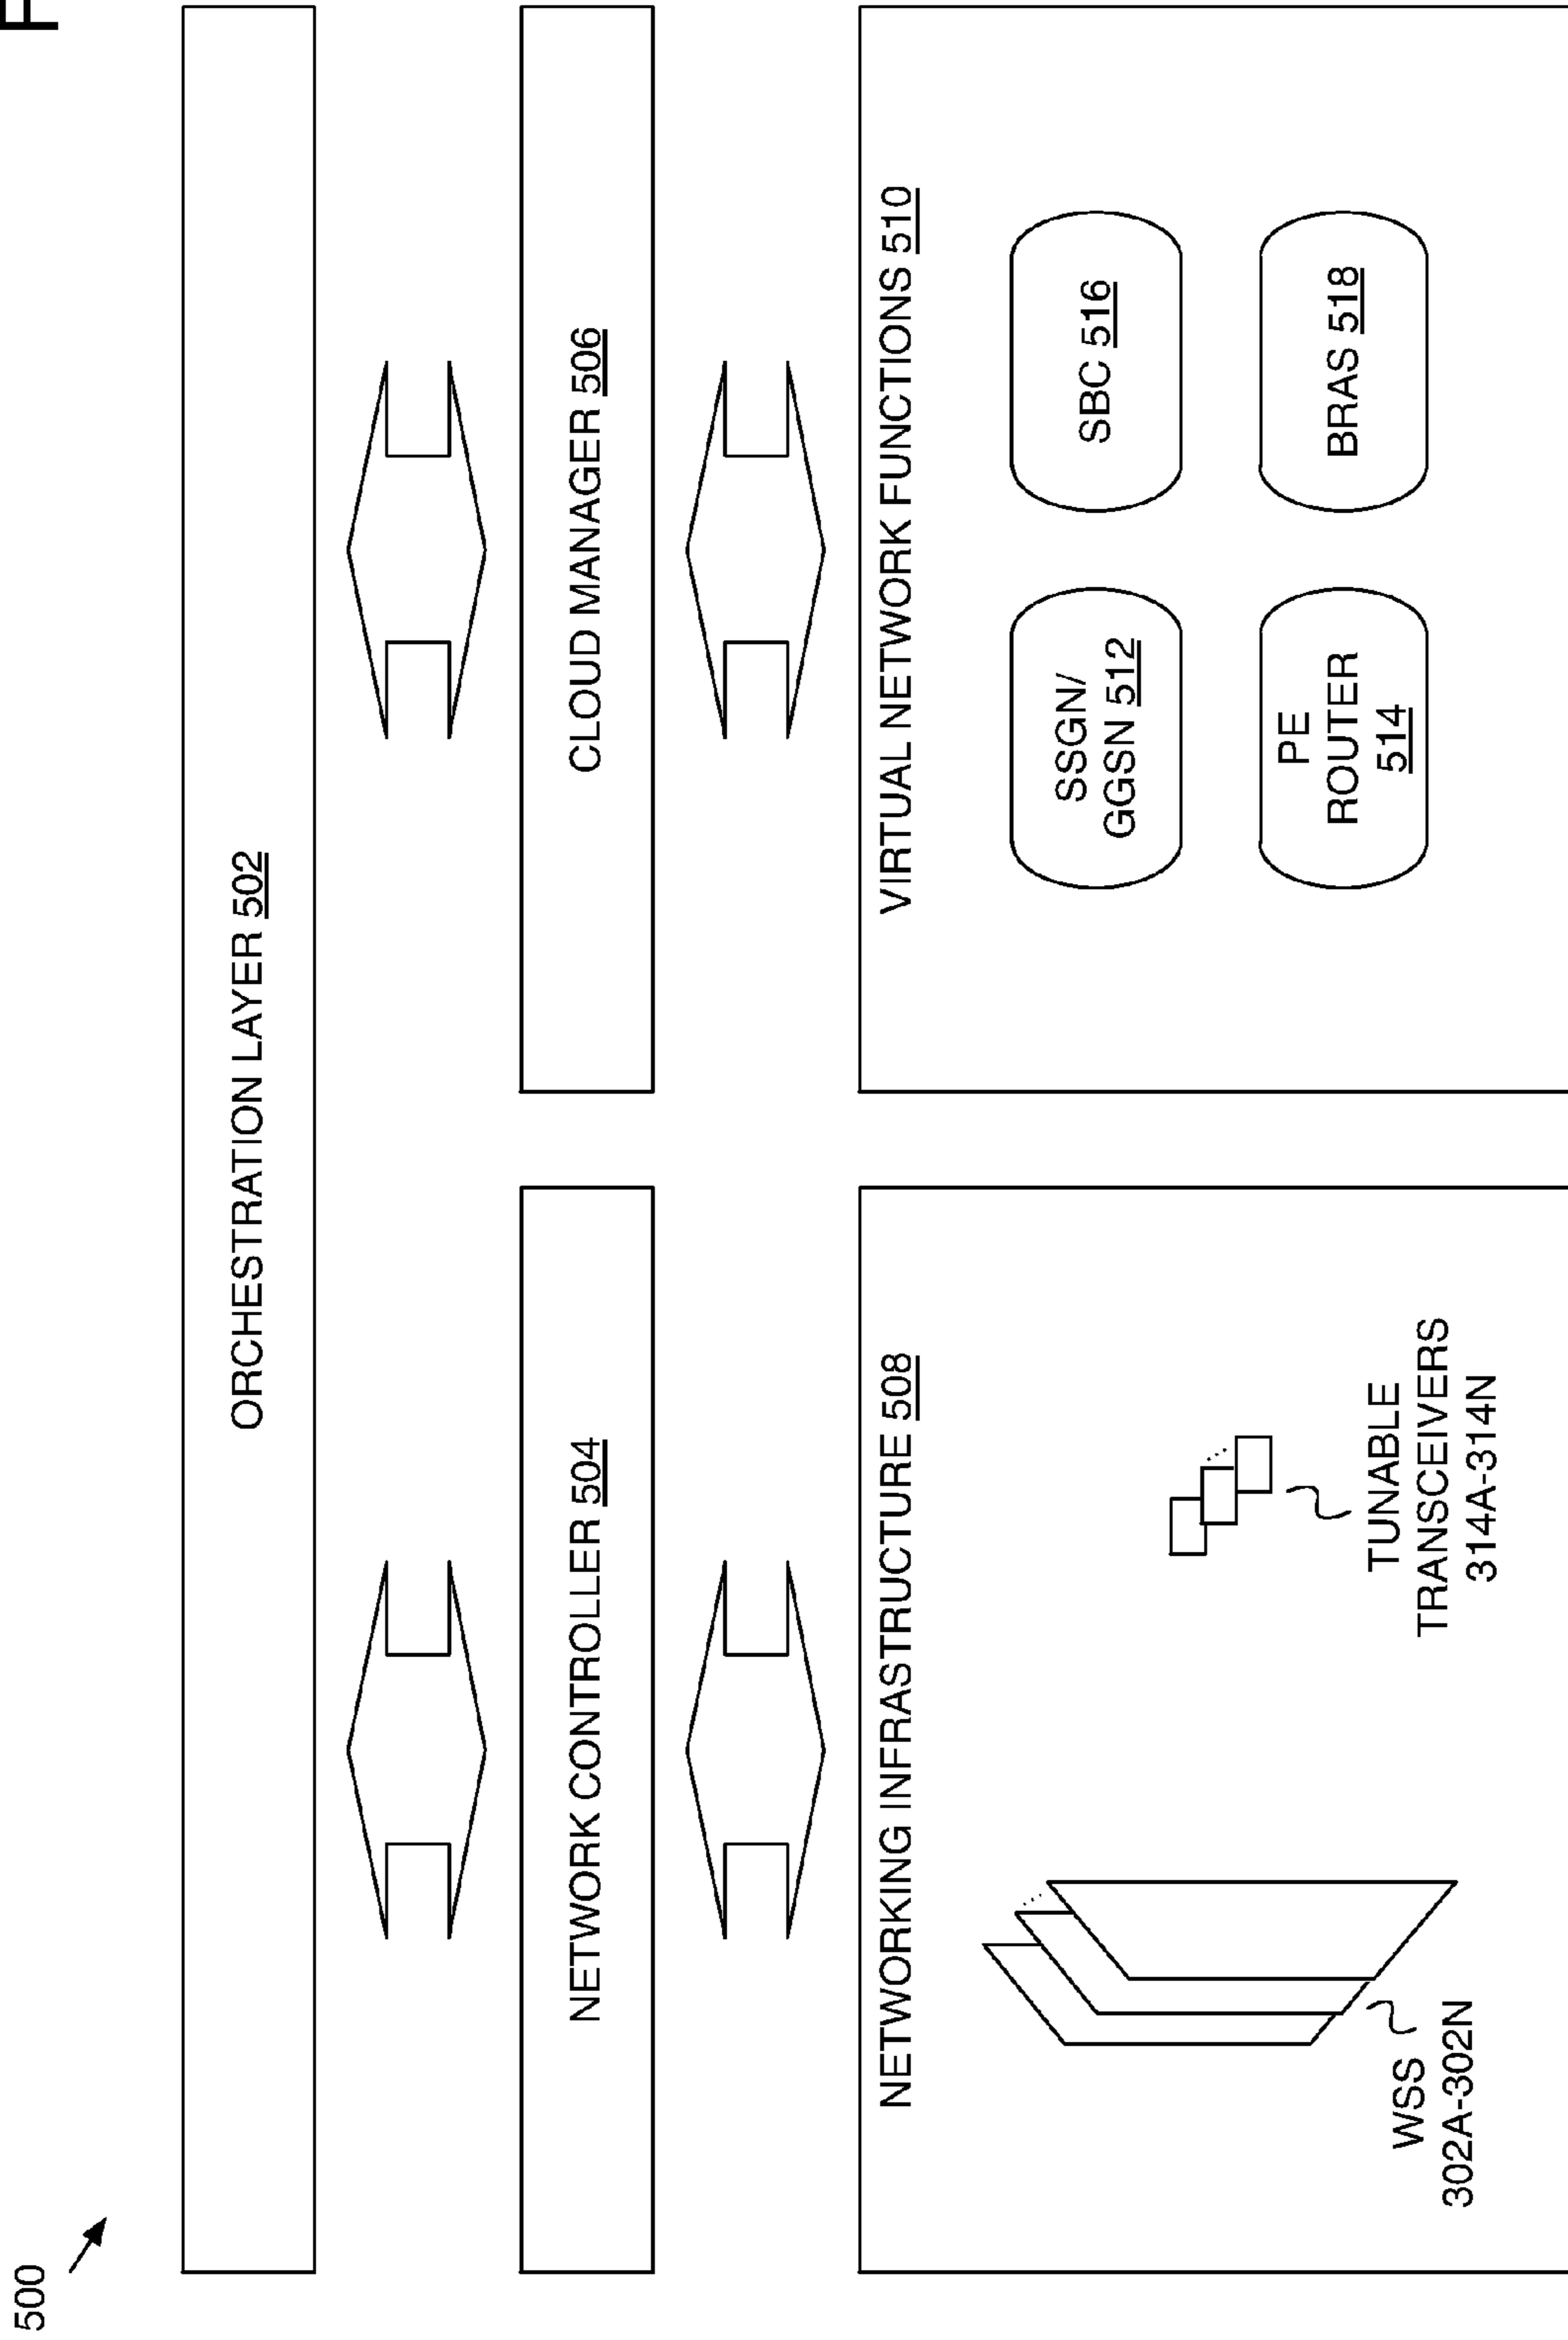 500
F
ORCHESTRATION LAYER 502
NETWORK CONTROLLER 504
CLOUD MANAGER 506
NETWORKING INFRASTRUCTURE 508
WSS
302A-302N
TUNABLE
TRANSCEIVERS
314A-314N
VIRTUAL NETWORK FUNCTIONS 510
SSGN/
GGSN 512
SBC 516
PE
ROUTER
514
BRAS 518